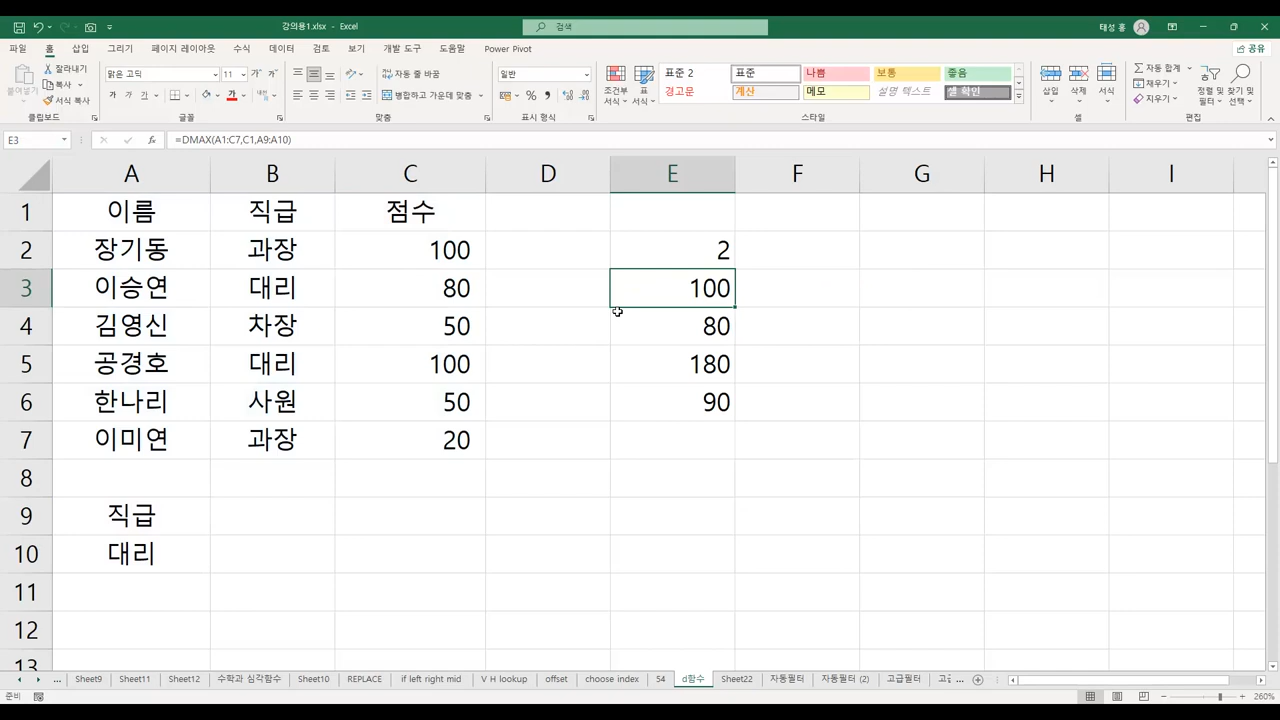 강의용1.xlsx - Excel
검색
태성 홍
파일 홈 삽입 그리기 페이지 레이아웃 수식 데이터 검토 보기 개발 도구 도움말 Power Pivot
공유
붙여넣기
잘라내기
복사
서식 복사
클립보드
맑은 고딕 11
가 가 가
글꼴
자동 줄 바꿈
병합하고 가운데 맞춤
맞춤
일반
표시 형식
조건부 서식
표 서식
표준 2 표준 나쁨 보통 좋음
경고문 계산 메모 설명 텍스트 셀 확인
스타일
삽입 삭제 서식
셀
자동 합계
채우기
지우기
정렬 및 필터
찾기 및 선택
편집
E3 fx =DMAX(A1:C7,C1,A9:A10)
A B C D E F G H I
1 이름 직급 점수
2 장기동 과장 100 2
3 이승연 대리 80 100
4 김영신 차장 50 80
5 공경호 대리 100 180
6 한나리 사원 50 90
7 이미연 과장 20
8
9 직급
10 대리
11
12
13
... Sheet9 Sheet11 Sheet12 수학과 심각함수 Sheet10 REPLACE if left right mid V H lookup offset choose index 54 d함수 Sheet22 자동필터 자동필터 (2) 고급필터 ...
준비
260%